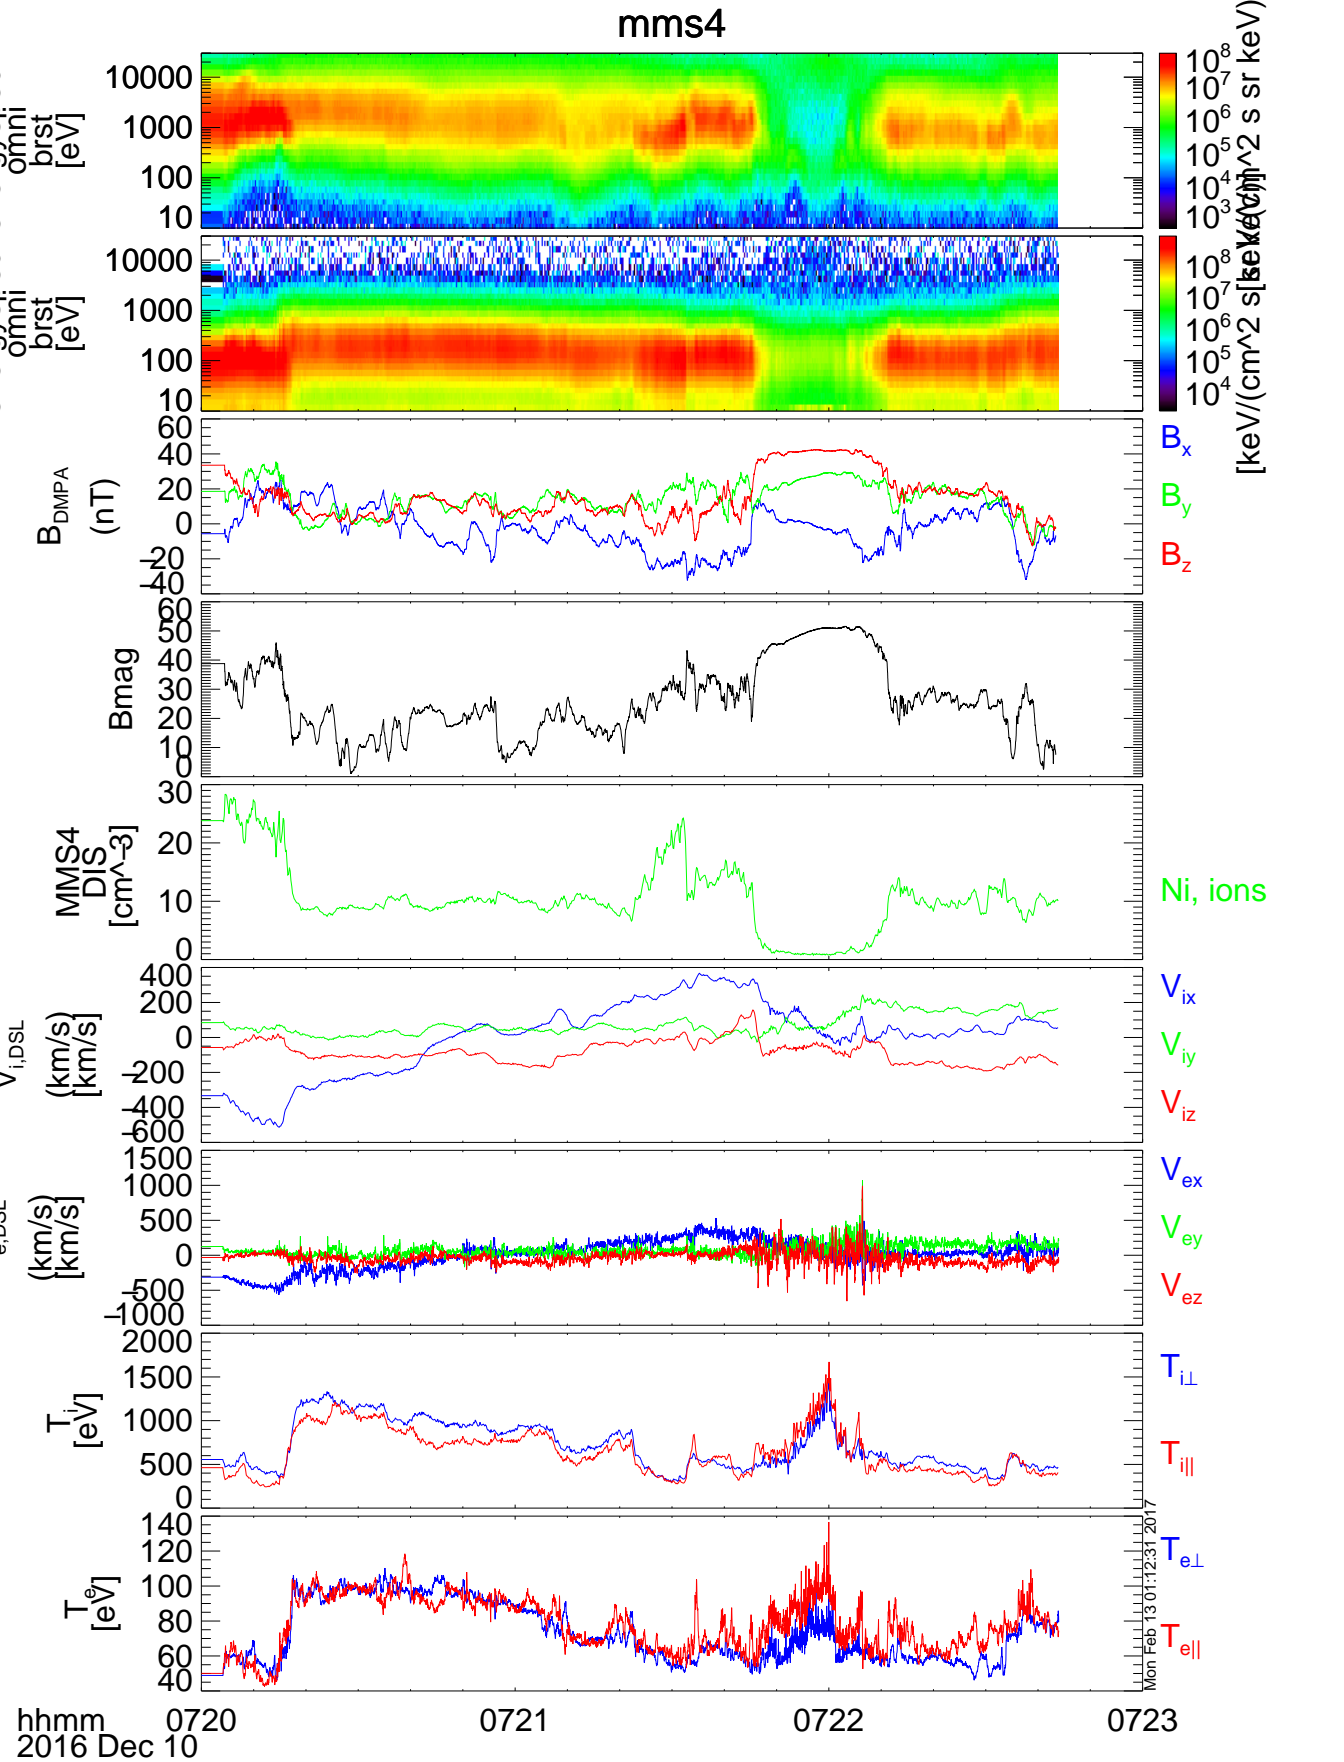 mms4
10000
1000
100
10
omni
brst
[eV]
10^8
10^7
10^6
10^5
10^4
10^3
10000
1000
100
10
omni
brst
[eV]
10^8
10^7
10^6
10^5
10^4
[keV/(cm^2 s sr keV)]
60
40
20
0
−20
−40
B_DMPA
(nT)
B_x
B_y
B_z
60
50
40
30
20
10
0
Bmag
30
20
10
0
MMS4
DIS
[cm^−3]
Ni, ions
400
200
0
−200
−400
−600
V_i,DSL
(km/s)
[km/s]
V_ix
V_iy
V_iz
1500
1000
500
0
−500
−1000
e,DSL
(km/s)
[km/s]
V_ex
V_ey
V_ez
2000
1500
1000
500
0
T_i
[eV]
T_i⊥
T_i||
140
120
100
80
60
40
T_e
[eV]
T_e⊥
T_e||
Mon Feb 13 01:12:31 2017
hhmm 0720 0721 0722 0723
2016 Dec 10